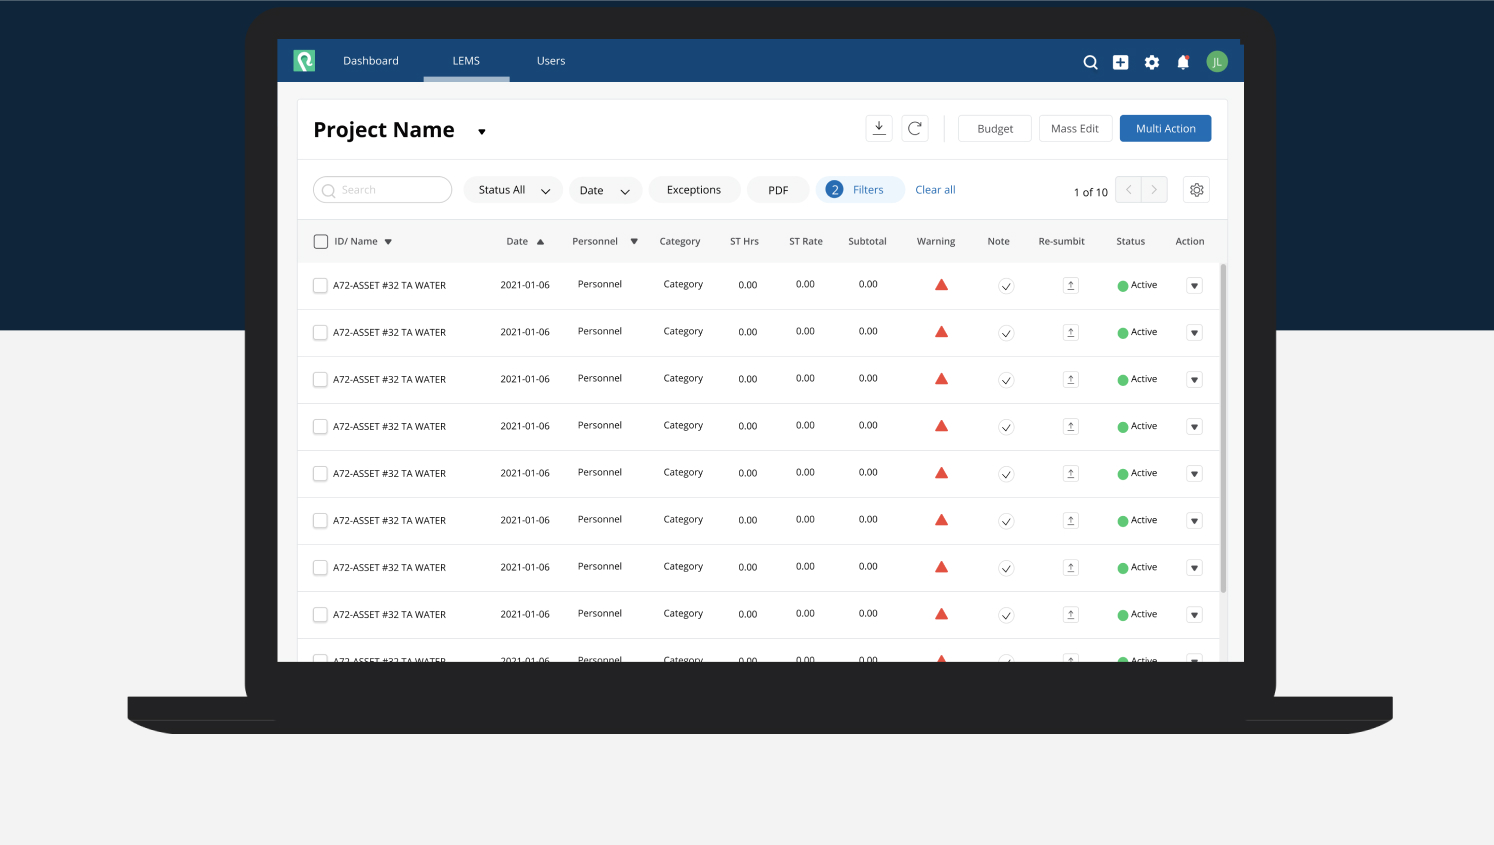 Dashboard LEMS Users JL
Project Name Budget Mass Edit Multi Action
Search Status All Date Exceptions PDF 2 Filters Clear all 1 of 10
ID/ Name Date Personnel Category ST Hrs ST Rate Subtotal Warning Note Re-sumbit Status Action
A72-ASSET #32 TA WATER 2021-01-06 Personnel Category 0.00 0.00 0.00 Active
A72-ASSET #32 TA WATER 2021-01-06 Personnel Category 0.00 0.00 0.00 Active
A72-ASSET #32 TA WATER 2021-01-06 Personnel Category 0.00 0.00 0.00 Active
A72-ASSET #32 TA WATER 2021-01-06 Personnel Category 0.00 0.00 0.00 Active
A72-ASSET #32 TA WATER 2021-01-06 Personnel Category 0.00 0.00 0.00 Active
A72-ASSET #32 TA WATER 2021-01-06 Personnel Category 0.00 0.00 0.00 Active
A72-ASSET #32 TA WATER 2021-01-06 Personnel Category 0.00 0.00 0.00 Active
A72-ASSET #32 TA WATER 2021-01-06 Personnel Category 0.00 0.00 0.00 Active
A72-ASSET #32 TA WATER 2021-01-06 Personnel Category 0.00 0.00 0.00 Active